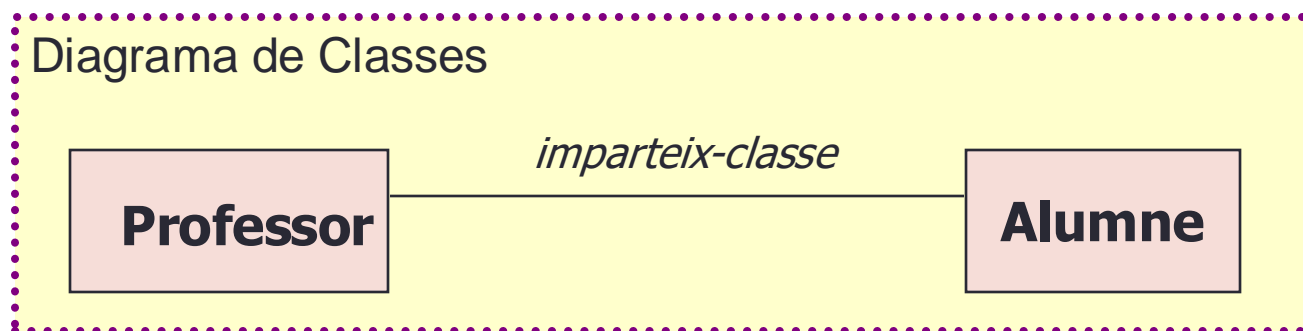 Diagrama de Classes
imparteix-classe
Professor
Alumne